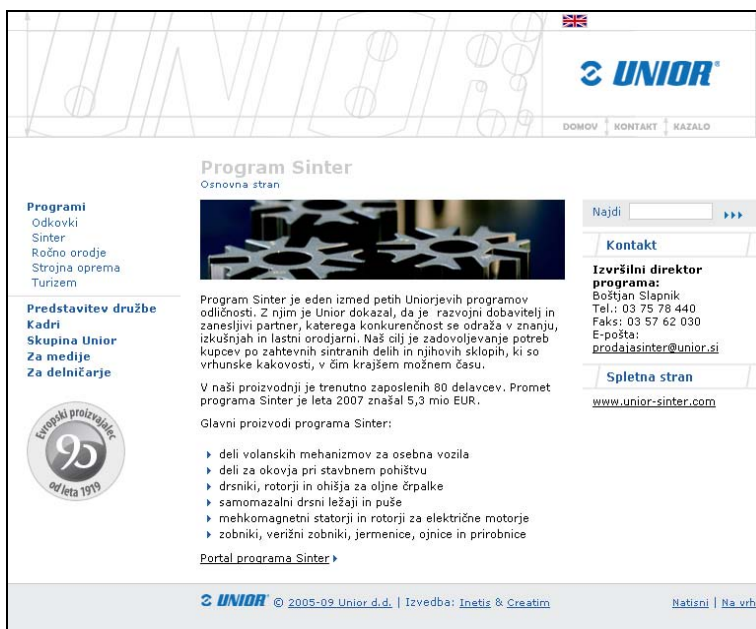 UNIOR
UNIOR®
DOMOV KONTAKT KAZALO
Program Sinter
Osnovna stran
Programi
Odkovki
Sinter
Ročno orodje
Strojna oprema
Turizem
Predstavitev družbe
Kadri
Skupina Unior
Za medije
Za delničarje
Evropski proizvajalec
90
od leta 1919
Program Sinter je eden izmed petih Uniorjevih programov
odličnosti. Z njim je Unior dokazal, da je razvojni dobavitelj in
zanesljivi partner, katerega konkurenčnost se odraža v znanju,
izkušnjah in lastni orodjarni. Naš cilj je zadovoljevanje potreb
kupcev po zahtevnih sintranih delih in njihovih sklopih, ki so
vrhunske kakovosti, v čim krajšem možnem času.
V naši proizvodnji je trenutno zaposlenih 80 delavcev. Promet
programa Sinter je leta 2007 znašal 5,3 mio EUR.
Glavni proizvodi programa Sinter:
deli volanskih mehanizmov za osebna vozila
deli za okovja pri stavbnem pohištvu
drsniki, rotorji in ohišja za oljne črpalke
samomazalni drsni ležaji in puše
mehkomagnetni statorji in rotorji za električne motorje
zobniki, verižni zobniki, jermenice, ojnice in prirobnice
Portal programa Sinter
Najdi
Kontakt
Izvršilni direktor
programa:
Boštjan Slapnik
Tel.: 03 75 78 440
Faks: 03 57 62 030
E-pošta:
prodajasinter@unior.si
Spletna stran
www.unior-sinter.com
UNIOR® © 2005-09 Unior d.d. | Izvedba: Inetis & Creatim
Natisni | Na vrh